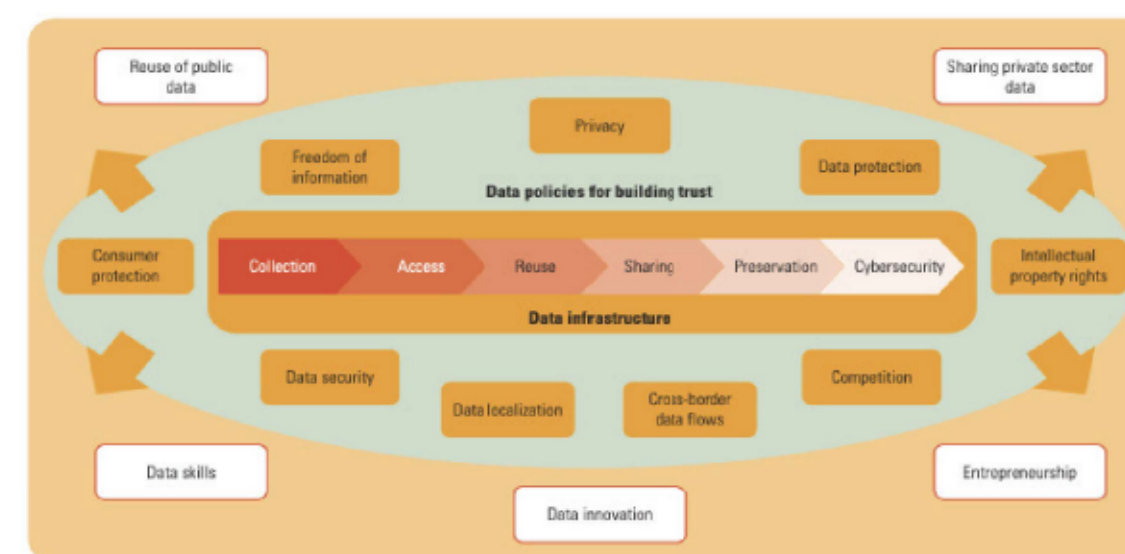 Reuse of public
data
Sharing private sector
data
Privacy
Freedom of
information
Data protection
Data policies for building trust
Consumer
protection
Collection
Access
Reuse
Sharing
Preservation
Cybersecurity
Intellectual
property rights
Data infrastructure
Data security
Competition
Data localization
Cross-border
data flows
Data skills
Entrepreneurship
Data innovation